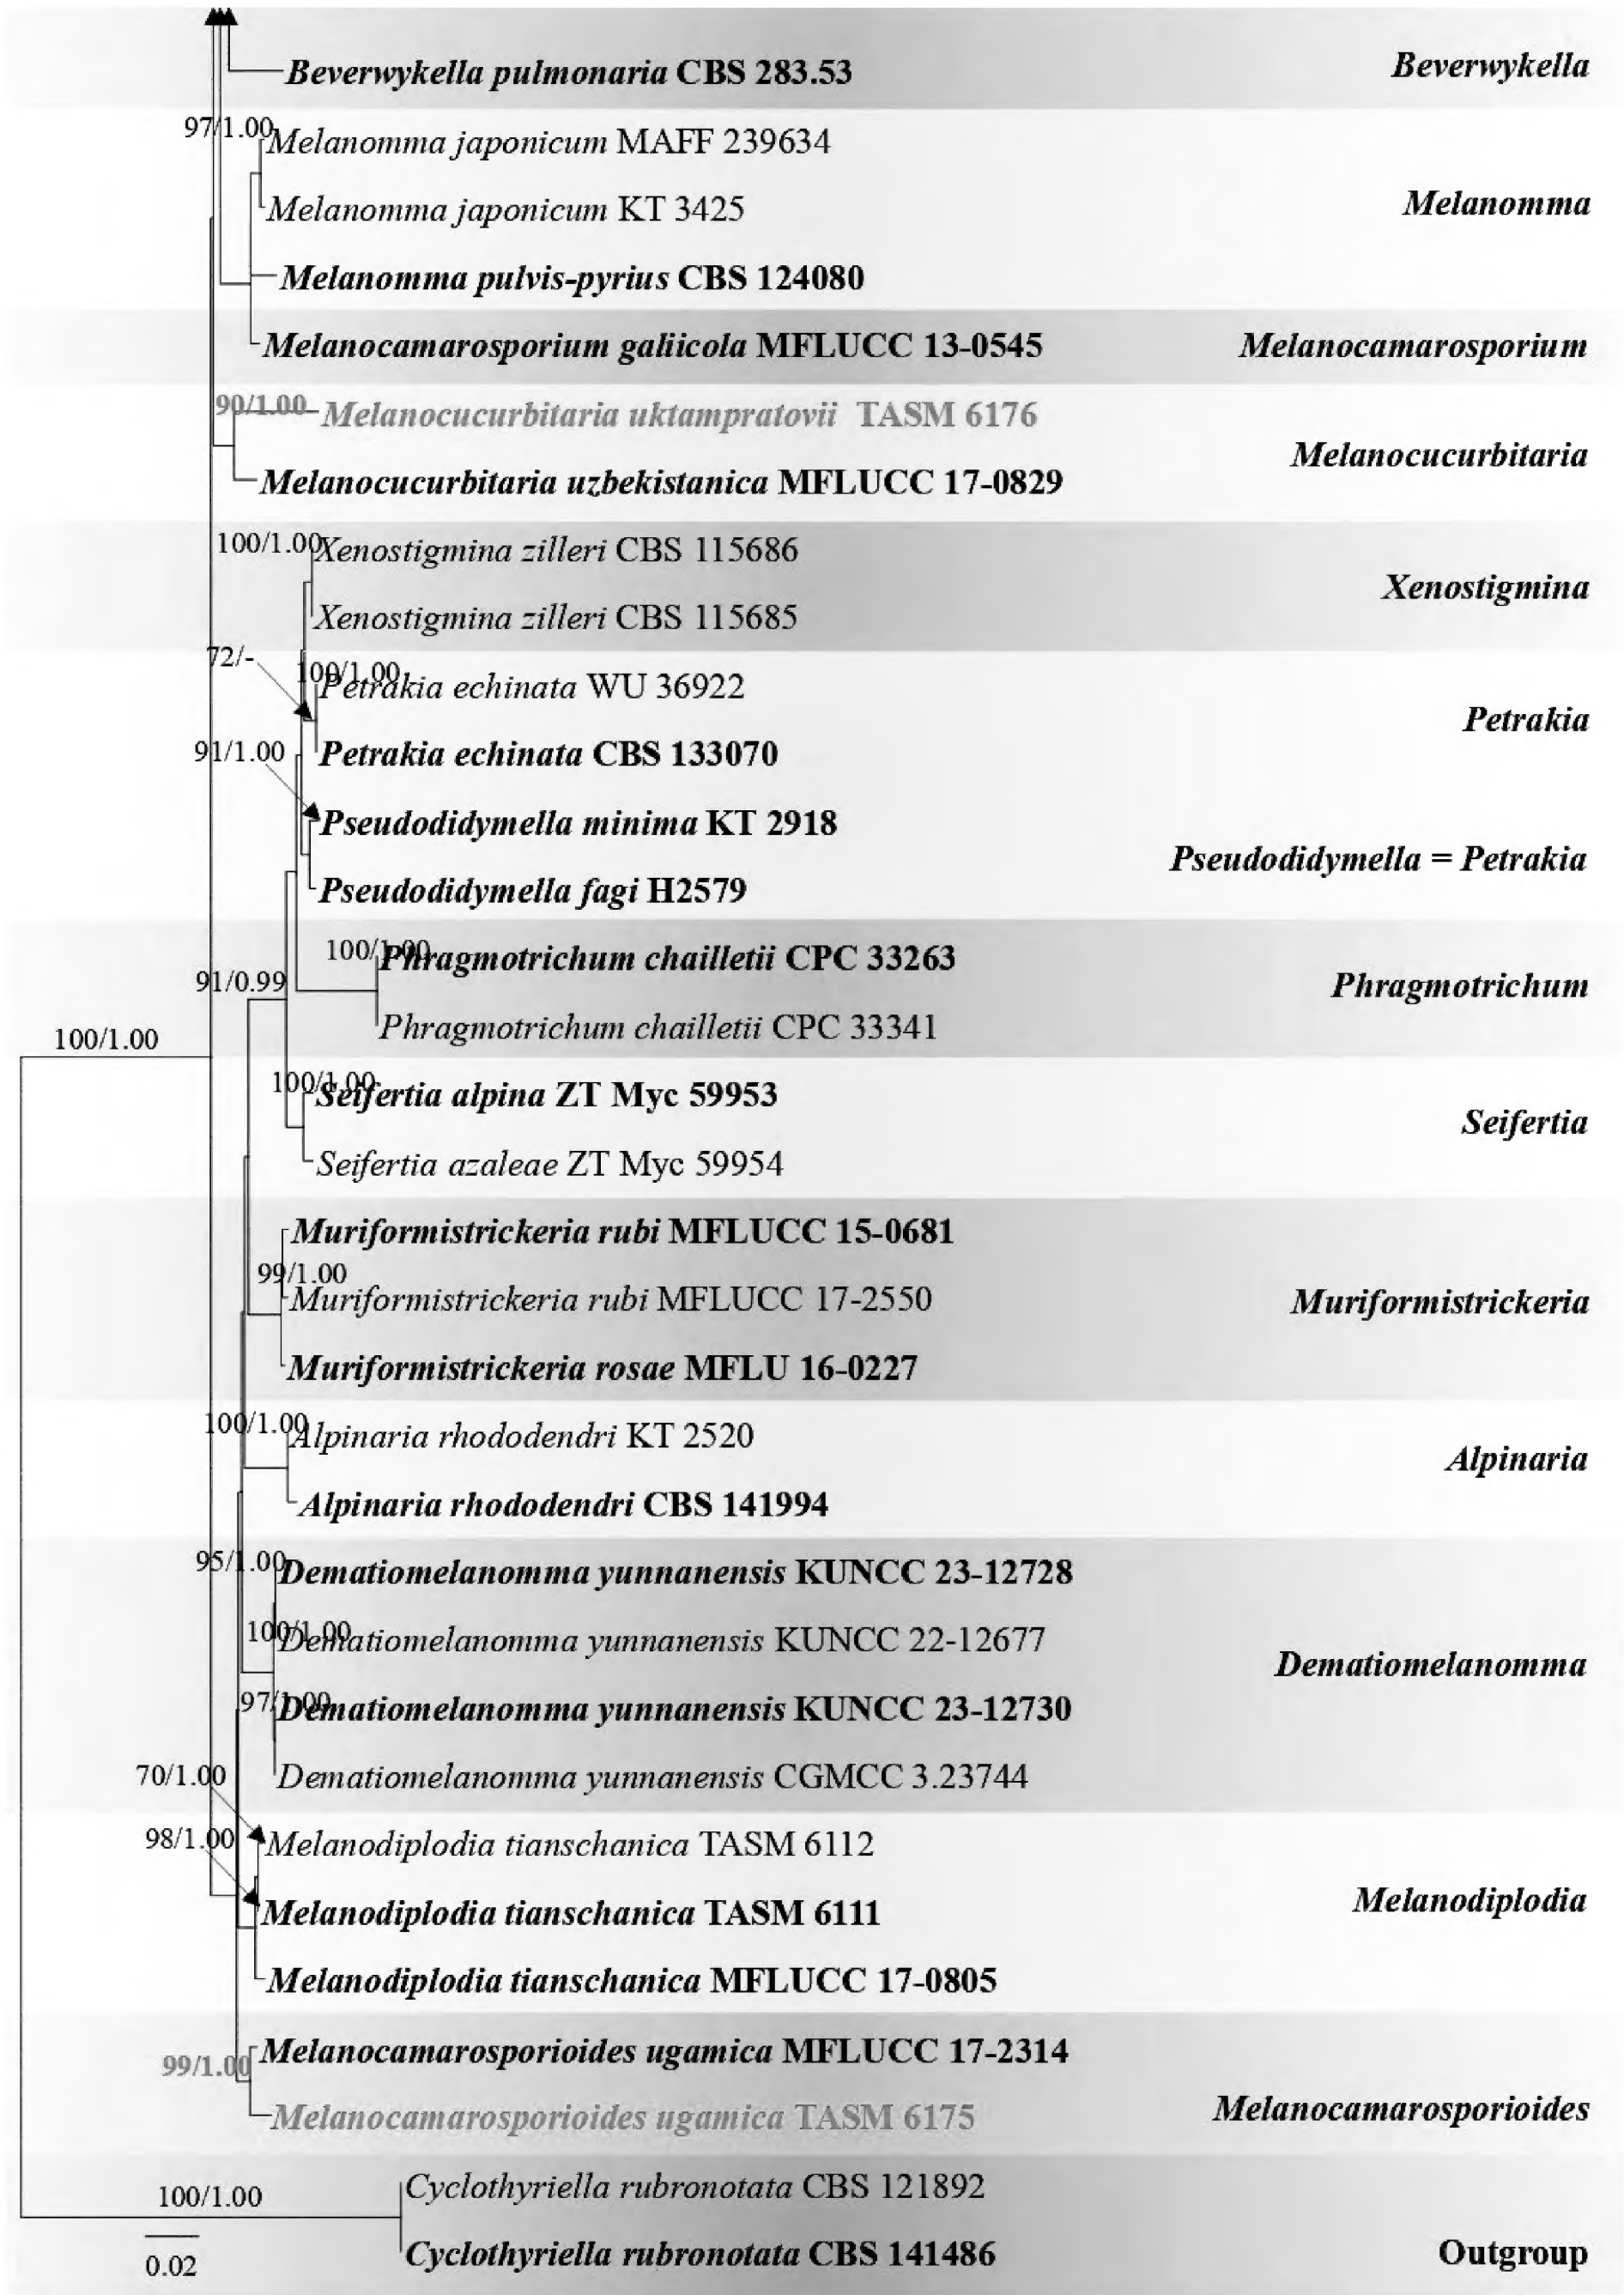 Beverwykella pulmonaria CBS 283.53
Beverwykella
97/1.00
Melanomma japonicum MAFF 239634
Melanomma japonicum KT 3425
Melanomma
Melanomma pulvis-pyrius CBS 124080
Melanocamarosporium galiicola MFLUCC 13-0545
Melanocamarosporium
90/1.00
Melanocucurbitaria uktampratovii TASM 6176
Melanocucurbitaria
Melanocucurbitaria uzbekistanica MFLUCC 17-0829
100/1.00
Xenostigmina zilleri CBS 115686
Xenostigmina
Xenostigmina zilleri CBS 115685
72/-
100/1.00
Petrakia echinata WU 36922
Petrakia
Petrakia echinata CBS 133070
91/1.00
Pseudodidymella minima KT 2918
Pseudodidymella = Petrakia
Pseudodidymella fagi H2579
100/1.00
Phragmotrichum chailletii CPC 33263
91/0.99
Phragmotrichum
Phragmotrichum chailletii CPC 33341
100/1.00
100/1.00
Seifertia alpina ZT Myc 59953
Seifertia
Seifertia azaleae ZT Myc 59954
Muriformistrickeria rubi MFLUCC 15-0681
99/1.00
Muriformistrickeria rubi MFLUCC 17-2550
Muriformistrickeria
Muriformistrickeria rosae MFLU 16-0227
100/1.00
Alpinaria rhododendri KT 2520
Alpinaria
Alpinaria rhododendri CBS 141994
95/1.00
Dematiomelanomma yunnanensis KUNCC 23-12728
100/1.00
Dematiomelanomma yunnanensis KUNCC 22-12677
Dematiomelanomma
97/1.00
Dematiomelanomma yunnanensis KUNCC 23-12730
70/1.00
Dematiomelanomma yunnanensis CGMCC 3.23744
98/1.00
Melanodiplodia tianschanica TASM 6112
Melanodiplodia
Melanodiplodia tianschanica TASM 6111
Melanodiplodia tianschanica MFLUCC 17-0805
Melanocamarosporioides ugamica MFLUCC 17-2314
99/1.00
Melanocamarosporioides
Melanocamarosporioides ugamica TASM 6175
Cyclothyriella rubronotata CBS 121892
100/1.00
Cyclothyriella rubronotata CBS 141486
Outgroup
0.02